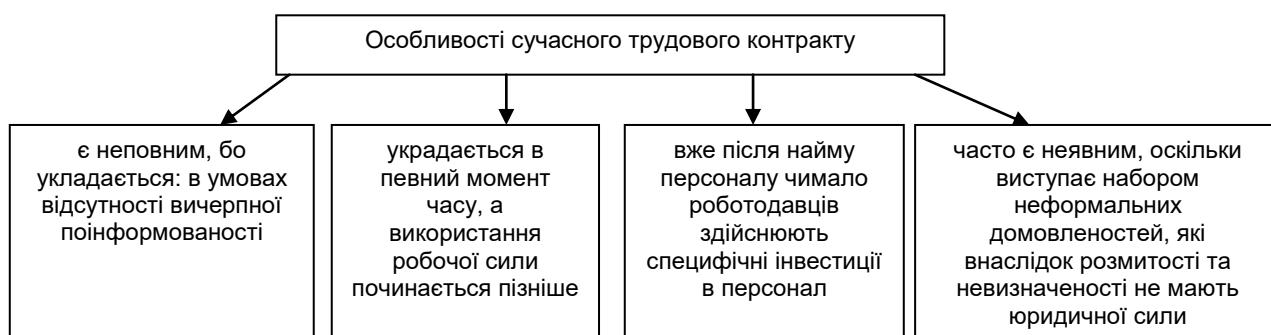 Особливості сучасного трудового контракту
є неповним, бо
укладається: в умовах
відсутності вичерпної
поінформованості
украдається в
певний момент
часу, а
використання
робочої сили
починається пізніше
вже після найму
персоналу чимало
роботодавців
здійснюють
специфічні інвестиції
в персонал
часто є неявним, оскільки
виступає набором
неформальних
домовленостей, які
внаслідок розмитості та
невизначеності не мають
юридичної сили